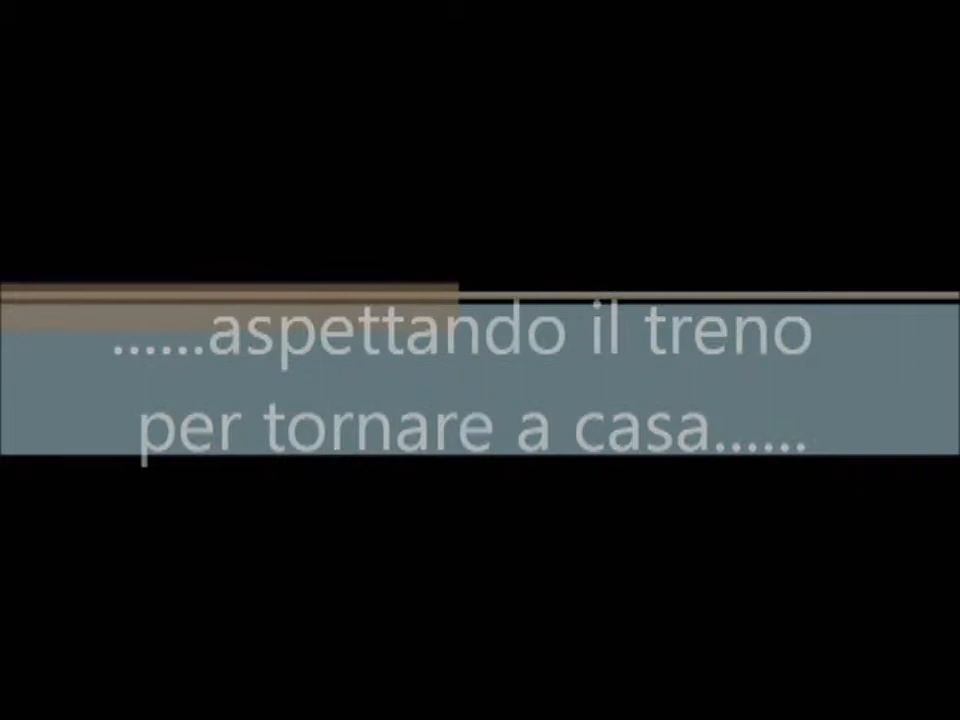 ......aspettando il treno
per tornare a casa......